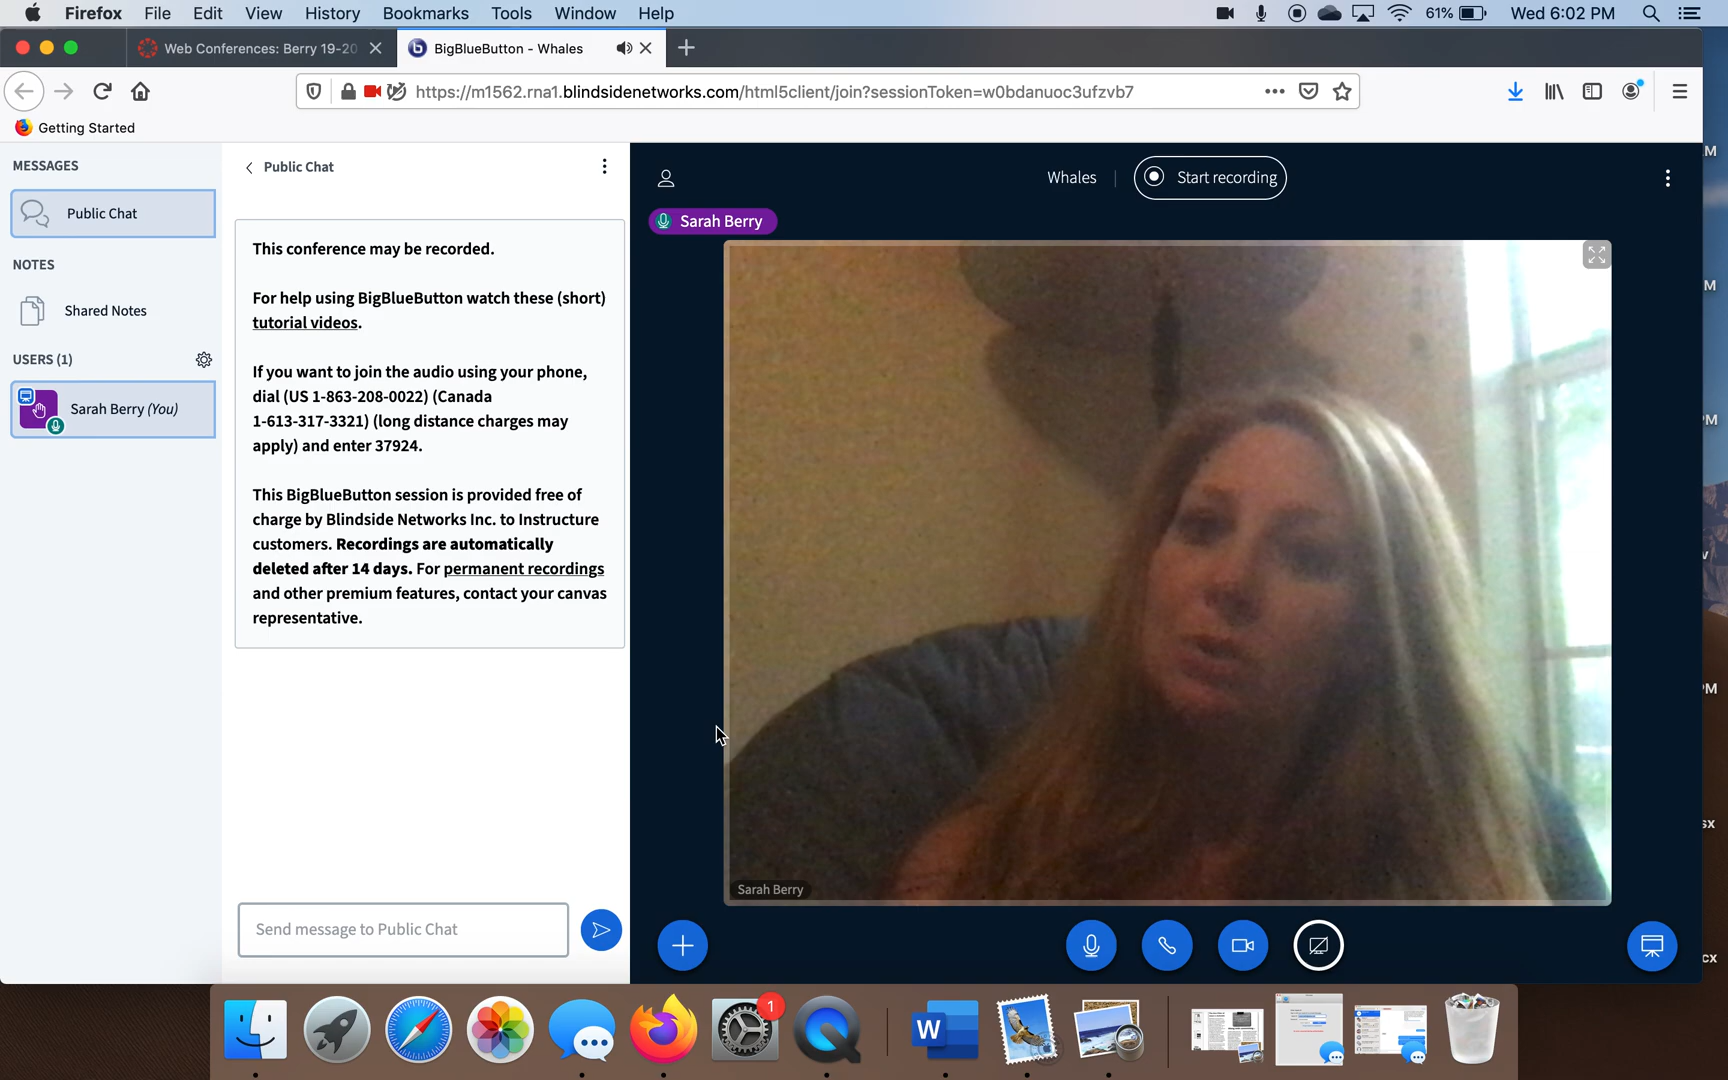 Firefox File Edit View History Bookmarks Tools Window Help 61% Wed 6:02 PM
Web Conferences: Berry 19-20 BigBlueButton - Whales
https://m1562.rna1.blindsidenetworks.com/html5client/join?sessionToken=w0bdanuoc3ufzvb7
Getting Started
MESSAGES
Public Chat
NOTES
Shared Notes
USERS (1)
Sarah Berry (You)
Public Chat
This conference may be recorded.
For help using BigBlueButton watch these (short)
tutorial videos.
If you want to join the audio using your phone,
dial (US 1-863-208-0022) (Canada
1-613-317-3321) (long distance charges may
apply) and enter 37924.
This BigBlueButton session is provided free of
charge by Blindside Networks Inc. to Instructure
customers. Recordings are automatically
deleted after 14 days. For permanent recordings
and other premium features, contact your canvas
representative.
Send message to Public Chat
Whales | Start recording
Sarah Berry
Sarah Berry
M
M
PM
PM
sx
cx
1
W